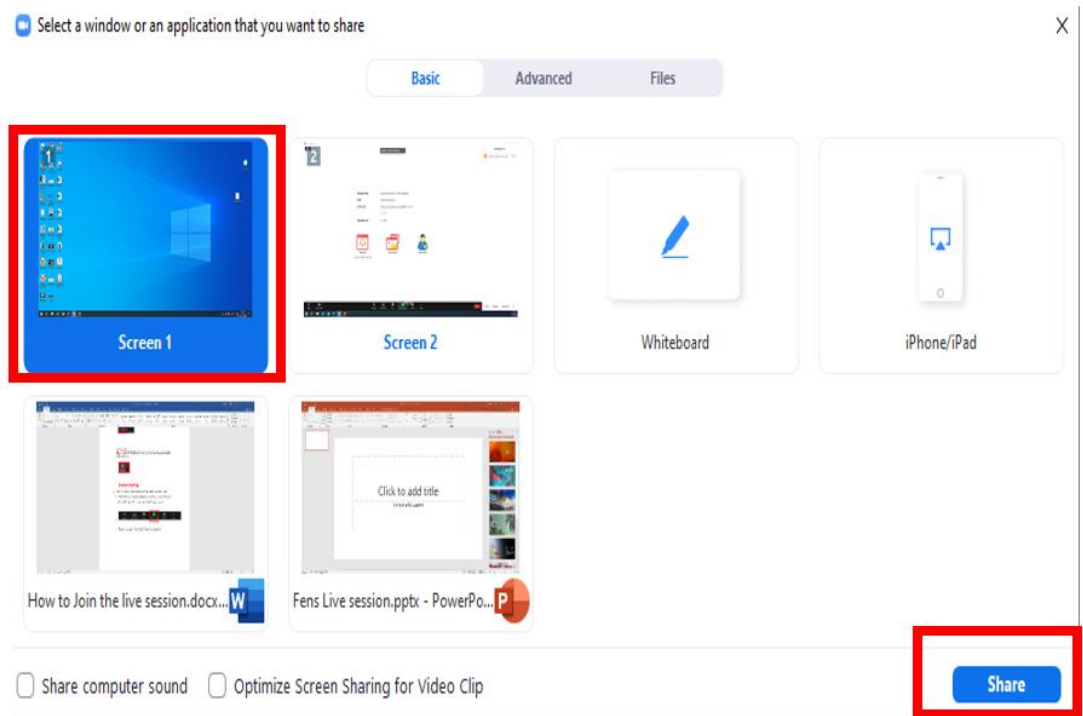 Select a window or an application that you want to share X
Basic Advanced Files
1
2
Screen 1
Screen 2
Whiteboard
iPhone/iPad
Click to add title
How to Join the live session.docx... W
Fens Live session.pptx - PowerPo... P
Share computer sound
Optimize Screen Sharing for Video Clip
Share